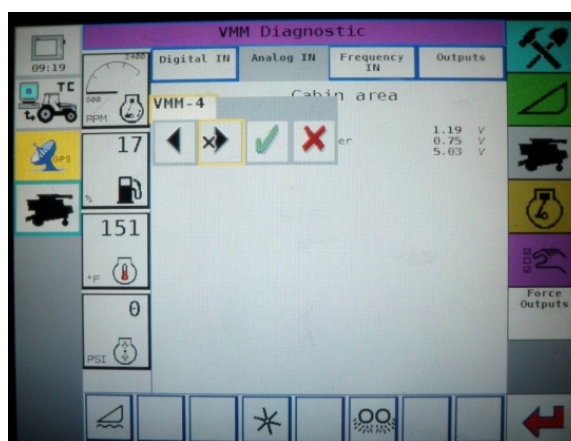 VMM Diagnostic
09:19
2400
Digital IN
Analog IN
Frequency
IN
Outputs
TC
600
RPM
Cabin area
VMM-4
GPS
17
%
er
1.19 V
0.75 V
5.03 V
151
°F
0
PSI
Force
Outputs